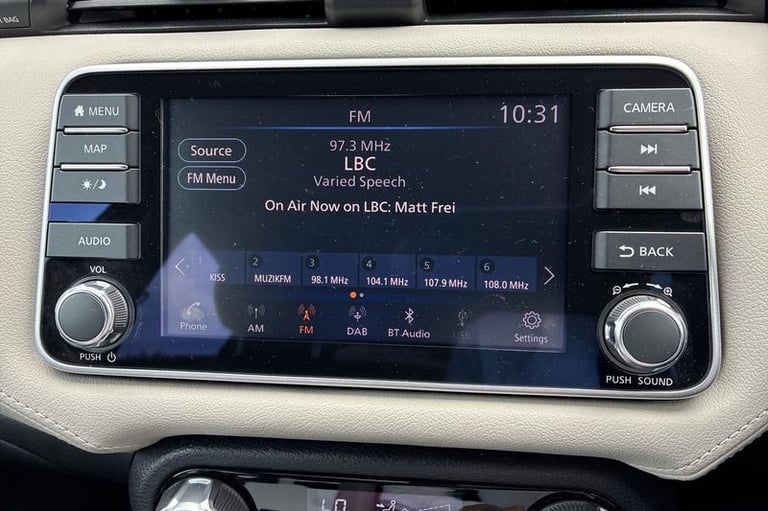 BAG
MENU
MAP
AUDIO
VOL
PUSH
FM
10:31
Source
97.3 MHz
LBC
FM Menu
Varied Speech
On Air Now on LBC: Matt Frei
1 KISS
2 MUZIKFM
3 98.1 MHz
4 104.1 MHz
5 107.9 MHz
6 108.0 MHz
Phone
AM
FM
DAB
BT Audio
USB
Settings
CAMERA
BACK
PUSH SOUND
LO